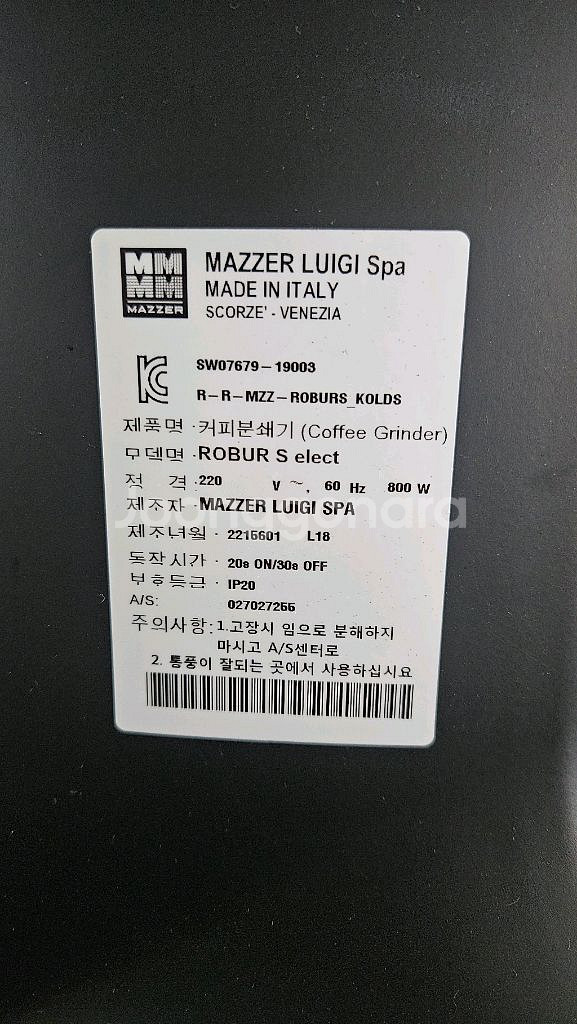 MAZZER
MAZZER LUIGI Spa
MADE IN ITALY
SCORZE' - VENEZIA
SW07679-19003
R-R-MZZ-ROBURS_KOLDS
제품명 · 커피분쇄기 (Coffee Grinder)
모델명 · ROBUR S elect
정 격 · 220 V ~, 60 Hz 800 W
제조자 · MAZZER LUIGI SPA
joonggonara
제조년월 · 2215601 L18
동작시간 · 20s ON/30s OFF
보호등급 · IP20
A/S: 027027255
주의사항: 1.고장시 임으로 분해하지
마시고 A/S센터로
2. 통풍이 잘되는 곳에서 사용하십시요